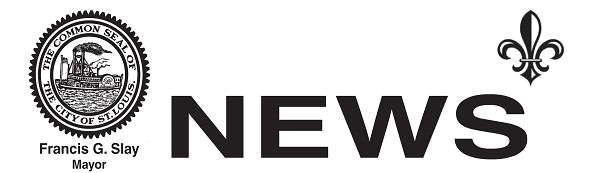 THE COMMON SEAL OF
THE CITY OF ST. LOUIS.
Francis G. Slay
Mayor
NEWS